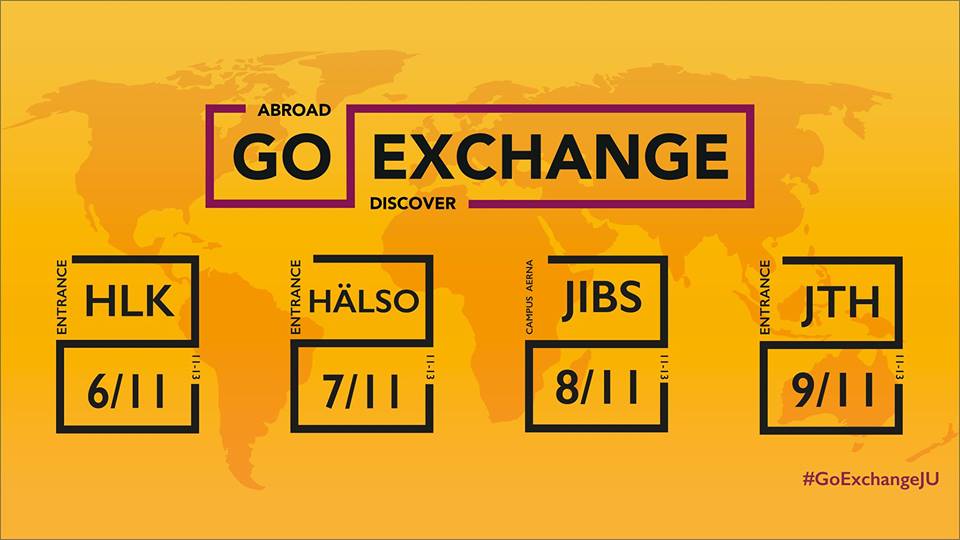 ABROAD
GO EXCHANGE
DISCOVER
ENTRANCE
HLK
11-13
6/11
ENTRANCE
HÄLSO
11-13
7/11
CAMPUS AERNA
JIBS
11-13
8/11
ENTRANCE
JTH
11-13
9/11
#GoExchangeJU